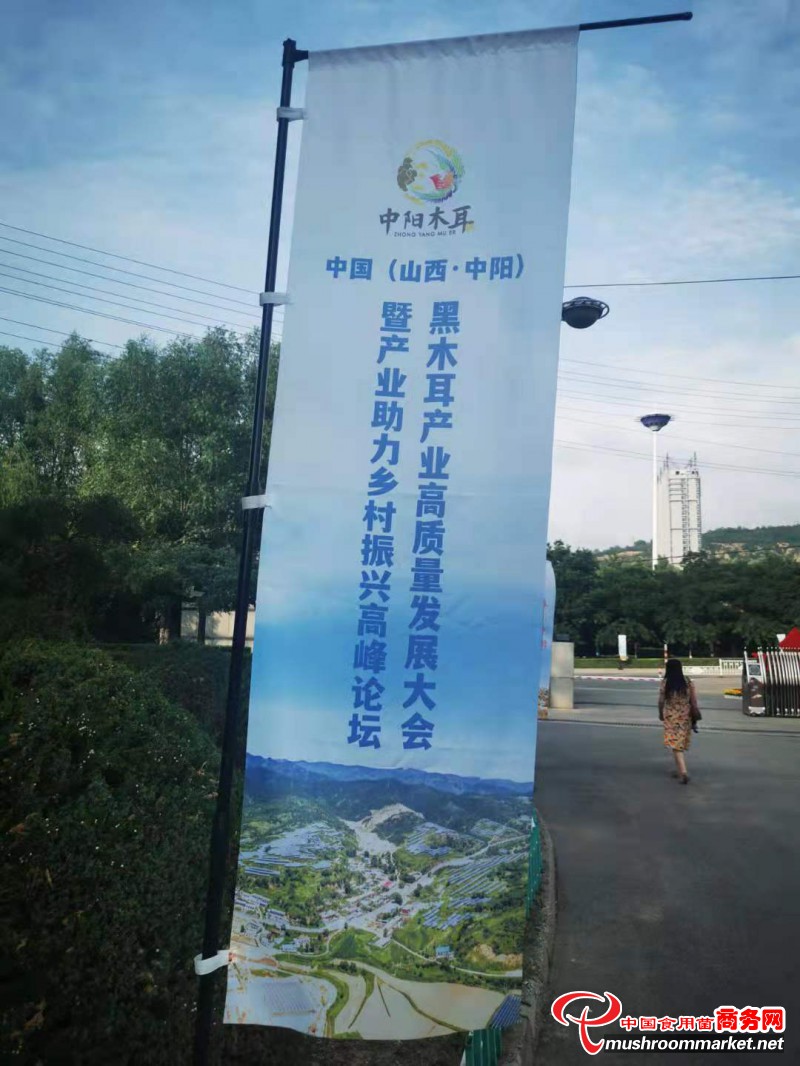 中阳木耳
ZHONG YANG MU ER
中国（山西·中阳）
黑木耳产业高质量发展大会
暨产业助力乡村振兴高峰论坛
中国食用菌商务网
mushroommarket.net